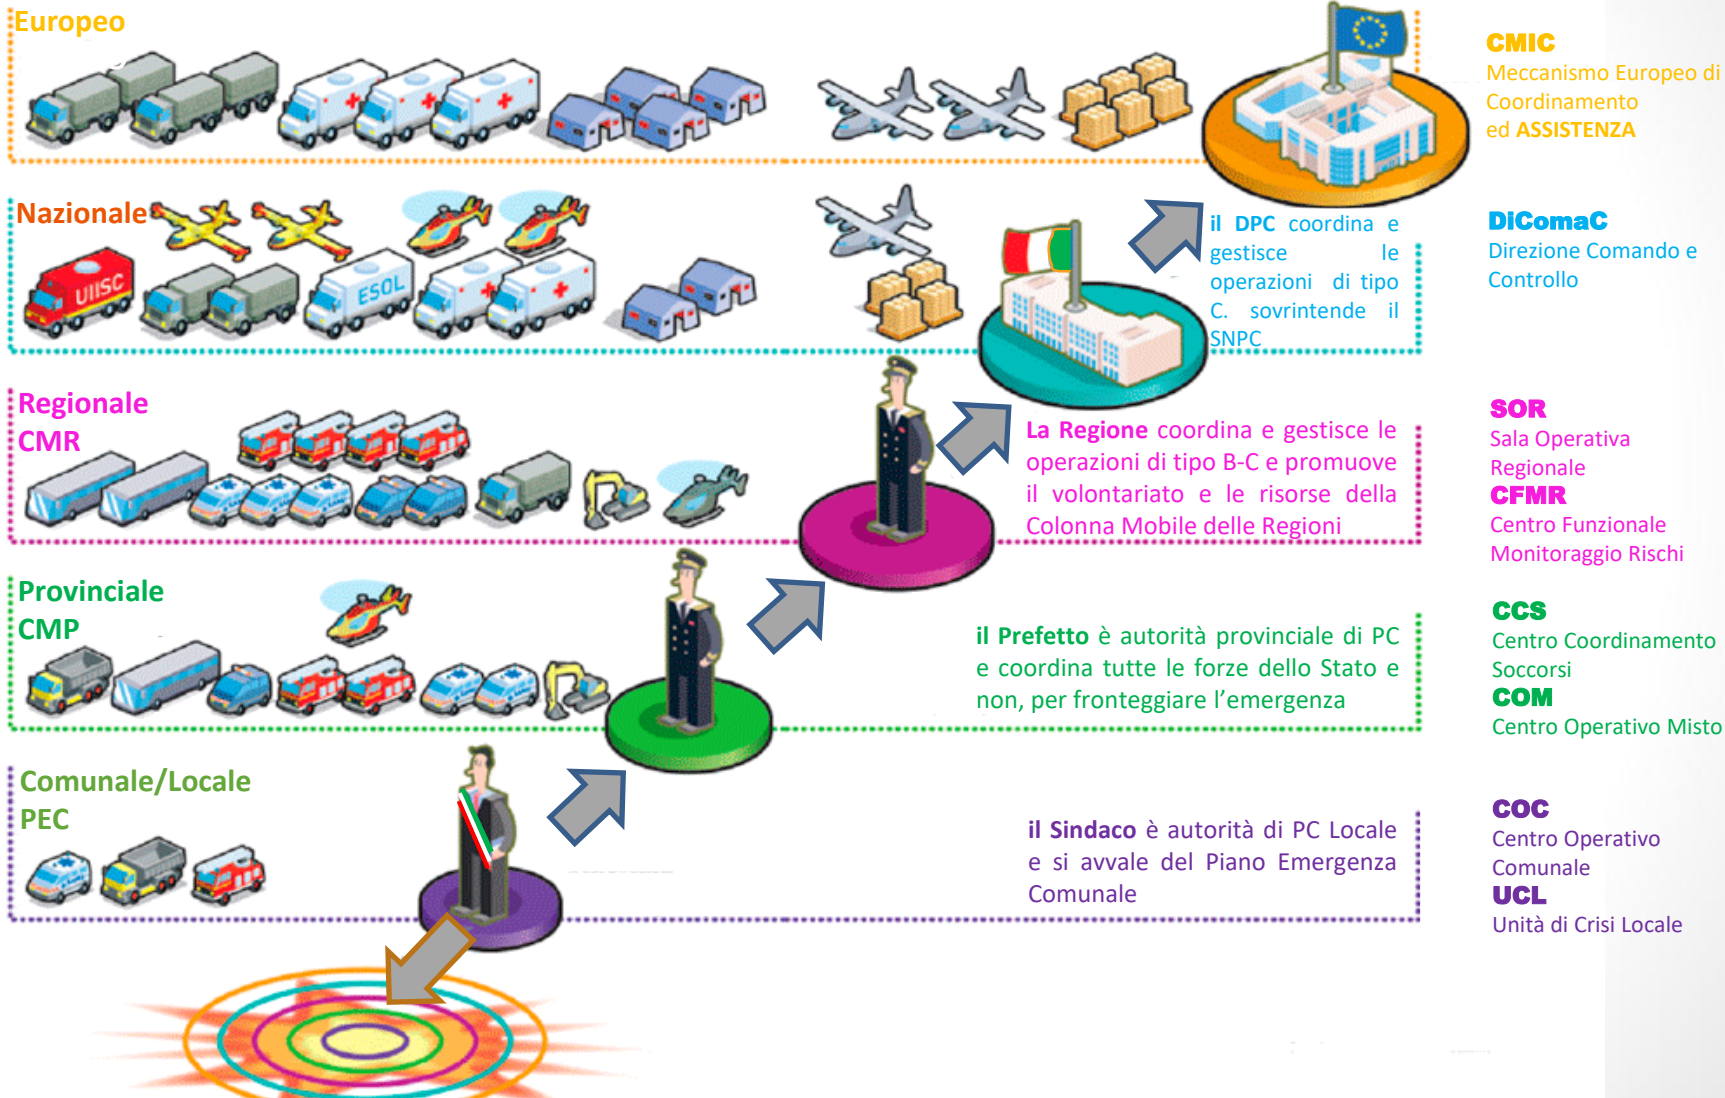 Europeo
CMIC
Meccanismo Europeo di
Coordinamento
ed ASSISTENZA
Nazionale
UIISC
ESOL
il DPC coordina e
gestisce le
operazioni di tipo
C. sovrintende il
SNPC
DiComaC
Direzione Comando e
Controllo
Regionale
CMR
La Regione coordina e gestisce le
operazioni di tipo B-C e promuove
il volontariato e le risorse della
Colonna Mobile delle Regioni
SOR
Sala Operativa
Regionale
CFMR
Centro Funzionale
Monitoraggio Rischi
Provinciale
CMP
il Prefetto è autorità provinciale di PC
e coordina tutte le forze dello Stato e
non, per fronteggiare l’emergenza
CCS
Centro Coordinamento
Soccorsi
COM
Centro Operativo Misto
Comunale/Locale
PEC
il Sindaco è autorità di PC Locale
e si avvale del Piano Emergenza
Comunale
COC
Centro Operativo
Comunale
UCL
Unità di Crisi Locale